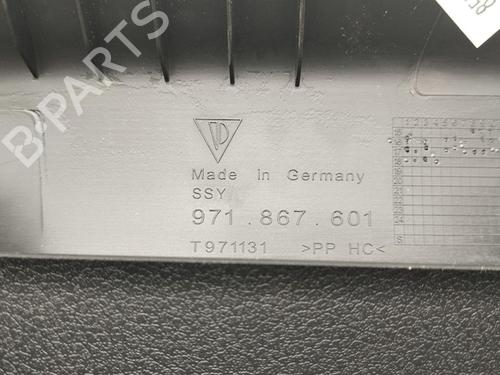 Made in Germany
SSY
971.867.601
T971131 >PP HC<
B-PARTS